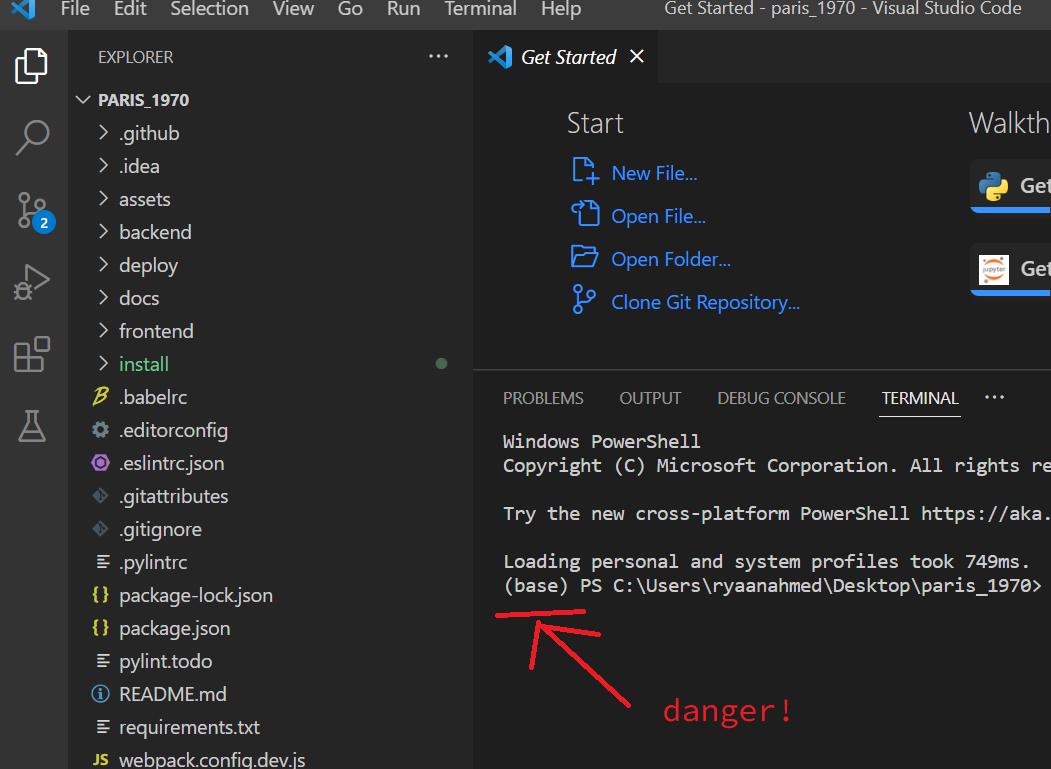 File Edit Selection View Go Run Terminal Help Get Started - paris_1970 - Visual Studio Code
EXPLORER
PARIS_1970
.github
.idea
assets
backend
deploy
docs
frontend
install
.babelrc
.editorconfig
.eslintrc.json
.gitattributes
.gitignore
.pylintrc
package-lock.json
package.json
pylint.todo
README.md
requirements.txt
JS webpack.config.dev.js
2
Get Started
Start
New File...
Open File...
Open Folder...
Clone Git Repository...
Walkth
Get
jupyter Get
PROBLEMS OUTPUT DEBUG CONSOLE TERMINAL
Windows PowerShell
Copyright (C) Microsoft Corporation. All rights re
Try the new cross-platform PowerShell https://aka.
Loading personal and system profiles took 749ms.
(base) PS C:\Users\ryaanahmed\Desktop\paris_1970>
danger!